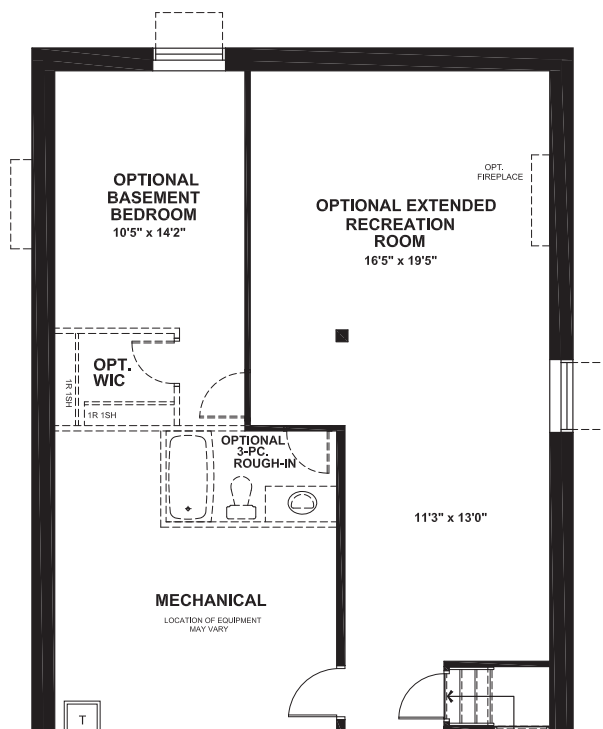 OPTIONAL
BASEMENT
BEDROOM
10'5" x 14'2"
OPT.
FIREPLACE
OPTIONAL EXTENDED
RECREATION
ROOM
16'5" x 19'5"
OPT.
WIC
1R 1SH
1R 1SH
OPTIONAL
3-PC.
ROUGH-IN
11'3" x 13'0"
MECHANICAL
LOCATION OF EQUIPMENT
MAY VARY
T